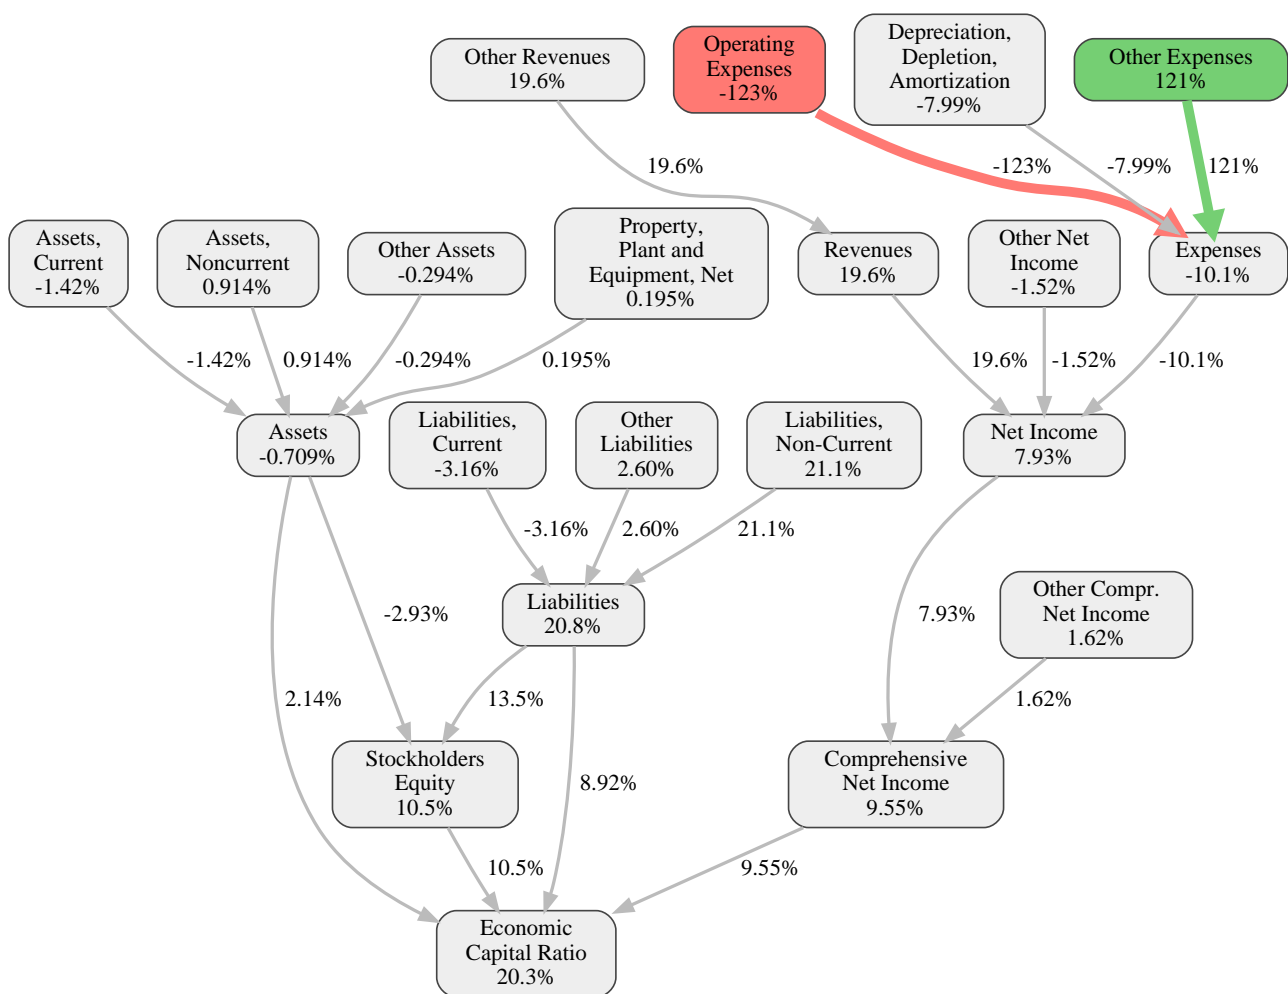 Other Revenues
19.6%
Operating
Expenses
-123%
Depreciation,
Depletion,
Amortization
-7.99%
Other Expenses
121%
19.6%
-123%
-7.99%
121%
Assets,
Current
-1.42%
Assets,
Noncurrent
0.914%
Other Assets
-0.294%
Property,
Plant and
Equipment, Net
0.195%
Revenues
19.6%
Other Net
Income
-1.52%
Expenses
-10.1%
-1.42%
0.914%
-0.294%
0.195%
19.6%
-1.52%
-10.1%
Assets
-0.709%
Liabilities,
Current
-3.16%
Other
Liabilities
2.60%
Liabilities,
Non-Current
21.1%
Net Income
7.93%
-3.16%
2.60%
21.1%
Liabilities
20.8%
Other Compr.
Net Income
1.62%
-2.93%
7.93%
2.14%
13.5%
1.62%
Stockholders
Equity
10.5%
8.92%
Comprehensive
Net Income
9.55%
10.5%
9.55%
Economic
Capital Ratio
20.3%